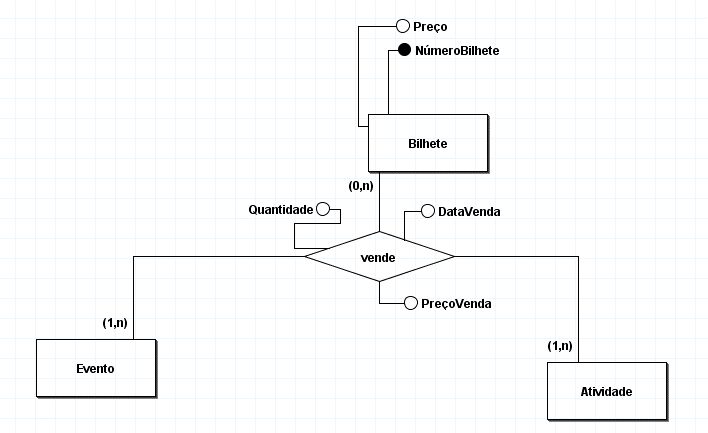 Preço
NúmeroBilhete
Bilhete
(0,n)
Quantidade
DataVenda
vende
PreçoVenda
(1,n)
(1,n)
Evento
Atividade